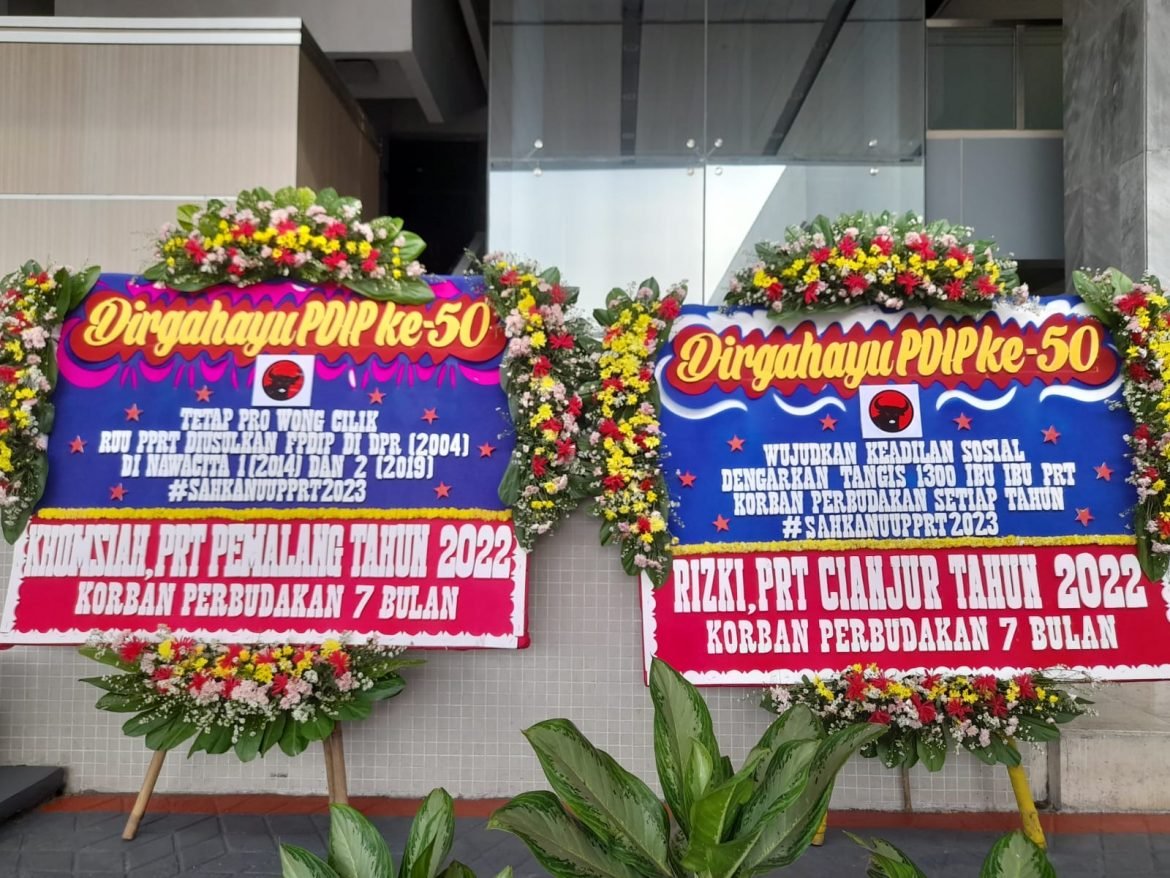 Dirgahayu PDIP ke-50
TETAP PRO WONG CILIK
RUU PPRT DIUSULKAN FPDIP DI DPR (2004)
DI NAWACITA 1 (2014) DAN 2 (2019)
#SAHKANUUPPRT2023
KHUMSIAH,PRT PEMALANG TAHUN 2022
KORBAN PERBUDAKAN 7 BULAN
Dirgahayu PDIP ke-50
WUJUDKAN KEADILAN SOSIAL
DENGARKAN TANGIS 1300 IBU IBU PRT
KORBAN PERBUDAKAN SETIAP TAHUN
#SAHKANUUPPRT2023
RIZKI,PRT CIANJUR TAHUN 2022
KORBAN PERBUDAKAN 7 BULAN